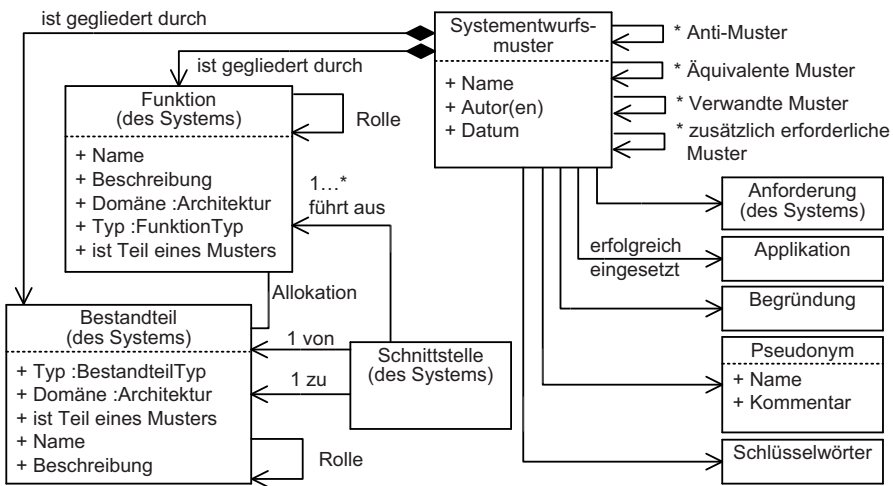 ist gegliedert durch
ist gegliedert durch
Systementwurfs-
muster
+ Name
+ Autor(en)
+ Datum
* Anti-Muster
* Äquivalente Muster
* Verwandte Muster
* zusätzlich erforderliche
Muster
Funktion
(des Systems)
+ Name
+ Beschreibung
+ Domäne :Architektur
+ Typ :FunktionTyp
+ ist Teil eines Musters
Rolle
1…*
führt aus
Allokation
Bestandteil
(des Systems)
+ Typ :BestandteilTyp
+ Domäne :Architektur
+ ist Teil eines Musters
+ Name
+ Beschreibung
Rolle
1 von
1 zu
Schnittstelle
(des Systems)
Anforderung
(des Systems)
erfolgreich
eingesetzt
Applikation
Begründung
Pseudonym
+ Name
+ Kommentar
Schlüsselwörter